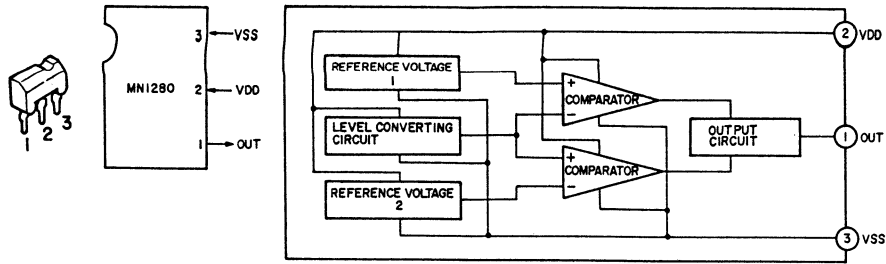 1
2
3
MN1280
3 VSS
2 VDD
1 OUT
REFERENCE VOLTAGE
1
LEVEL CONVERTING
CIRCUIT
REFERENCE VOLTAGE
2
+
COMPARATOR
−
+
COMPARATOR
−
OUTPUT
CIRCUIT
2 VDD
1 OUT
3 VSS